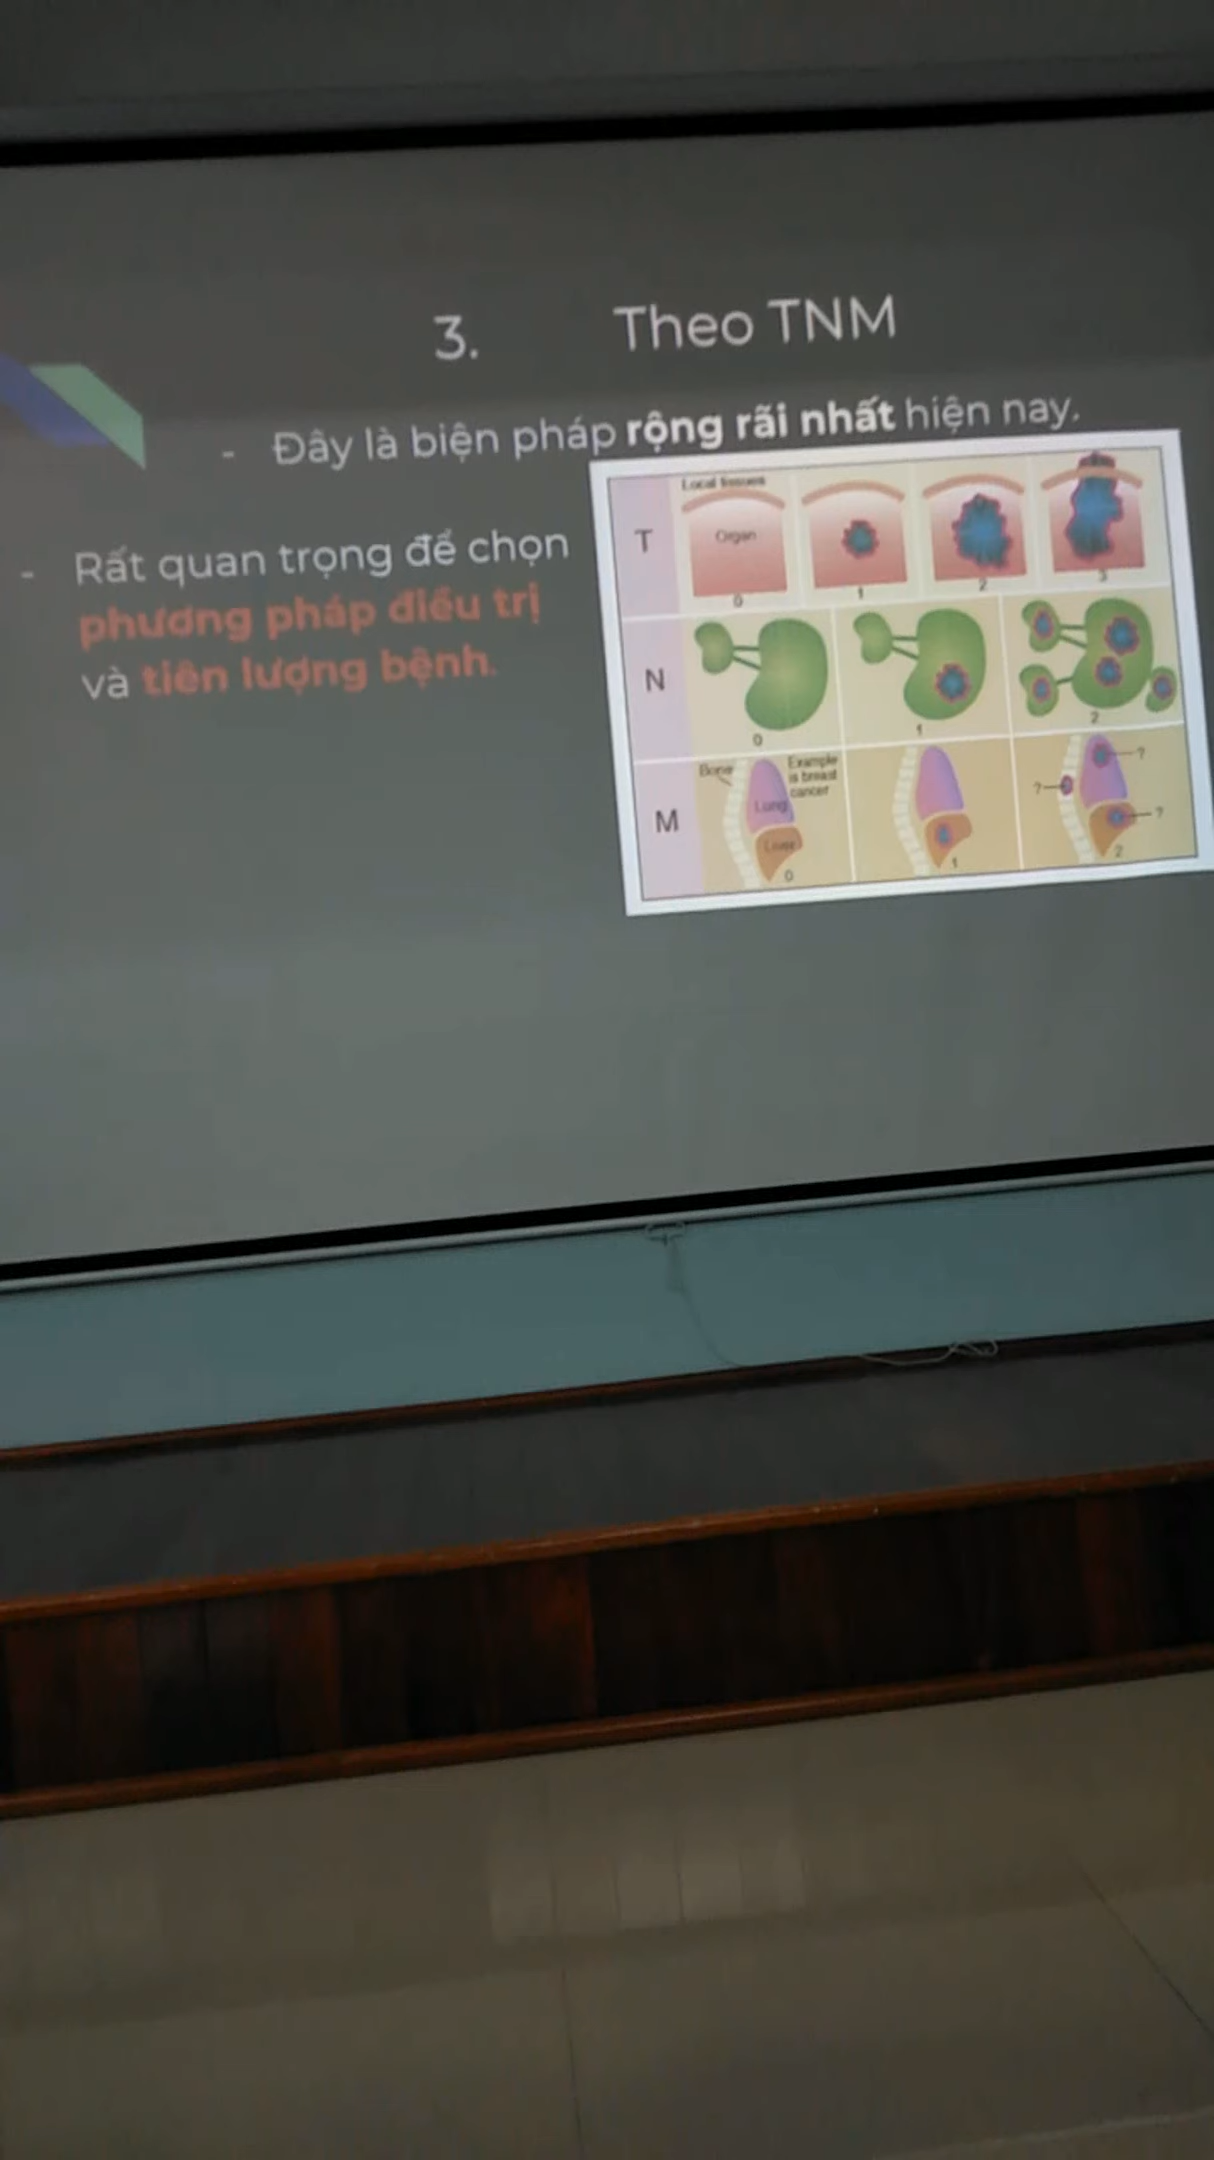 3. Theo TNM
- Đây là biện pháp rộng rãi nhất hiện nay.
- Rất quan trọng để chọn
phương pháp điều trị
và tiên lượng bệnh.
Local tissues
T
Organ
0
1
2
3
N
0
1
2
M
Bone
Lung
Liver
Example
is breast
cancer
0
1
?
?
?
2